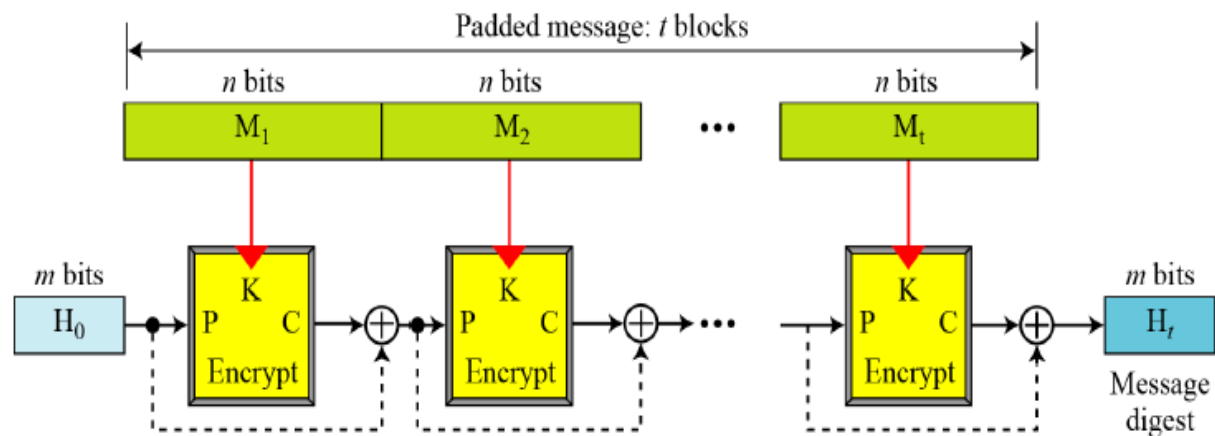 Padded message: t blocks
n bits
n bits
n bits
M₁
M₂
•••
Mₜ
m bits
H₀
K
P C
Encrypt
K
P C
Encrypt
•••
K
P C
Encrypt
m bits
Hₜ
Message
digest